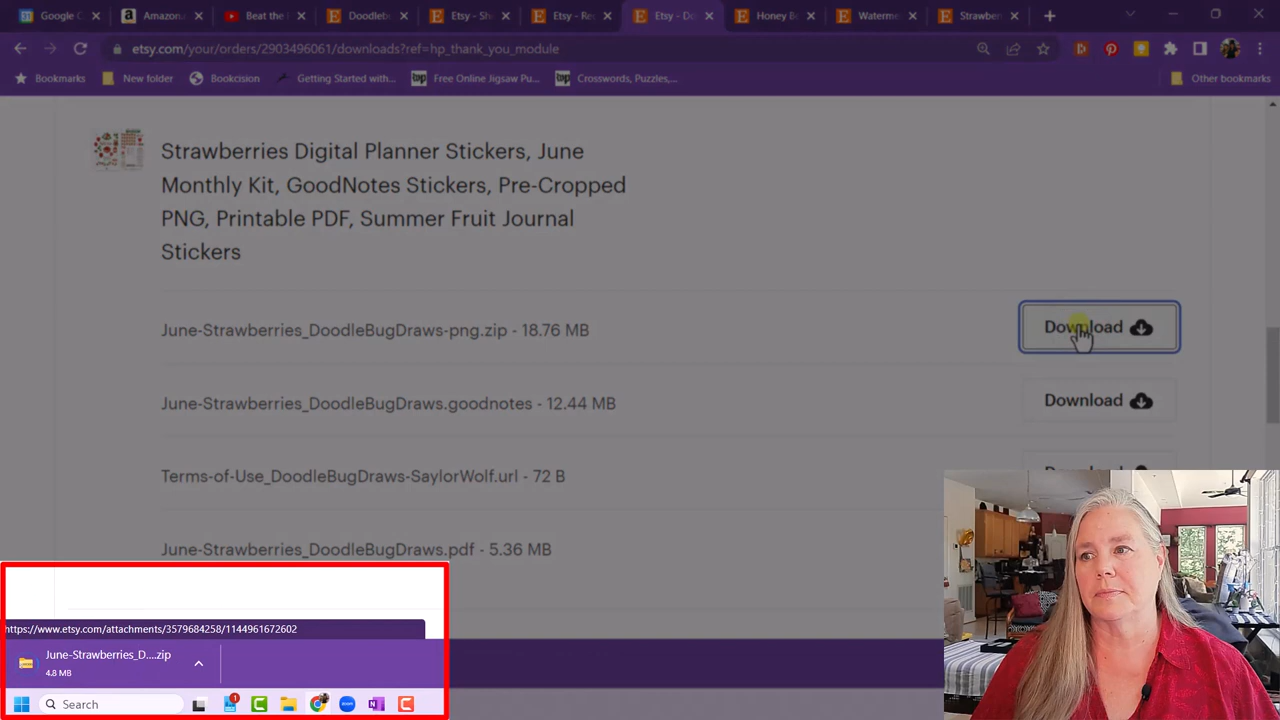 Google C
Amazon
Beat the
Doodleb
Etsy - Sh
Etsy - Re
Etsy - Do
Honey B
Waterme
Strawber
etsy.com/your/orders/2903496061/downloads?ref=hp_thank_you_module
Bookmarks
New folder
Bookcision
Getting Started with...
Free Online Jigsaw Pu...
Crosswords, Puzzles,...
Other bookmarks
Strawberries Digital Planner Stickers, June
Monthly Kit, GoodNotes Stickers, Pre-Cropped
PNG, Printable PDF, Summer Fruit Journal
Stickers
June-Strawberries_DoodleBugDraws-png.zip - 18.76 MB
Download
June-Strawberries_DoodleBugDraws.goodnotes - 12.44 MB
Download
Terms-of-Use_DoodleBugDraws-SaylorWolf.url - 72 B
June-Strawberries_DoodleBugDraws.pdf - 5.36 MB
https://www.etsy.com/attachments/3579684258/1144961672602
June-Strawberries_D....zip
4.8 MB
Search